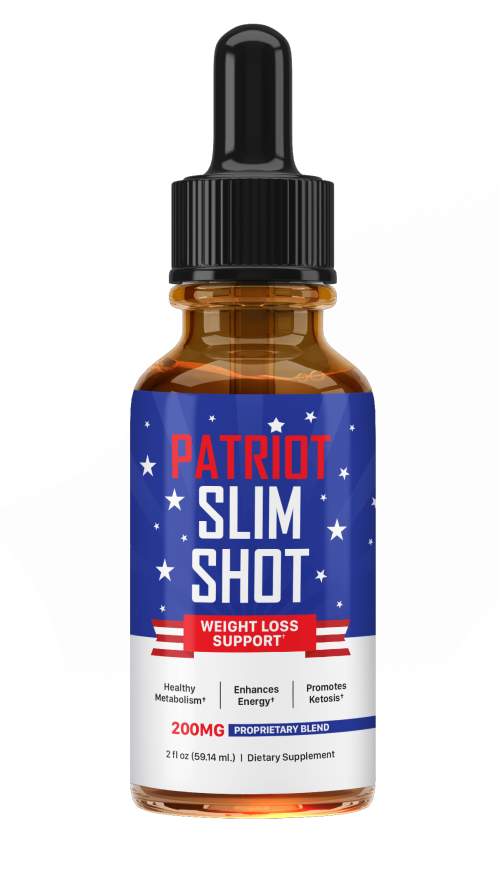 PATRIOT
SLIM
SHOT
WEIGHT LOSS
SUPPORT†
Healthy
Metabolism†
Enhances
Energy†
Promotes
Ketosis†
200MG PROPRIETARY BLEND
2 fl oz (59.14 ml.) | Dietary Supplement